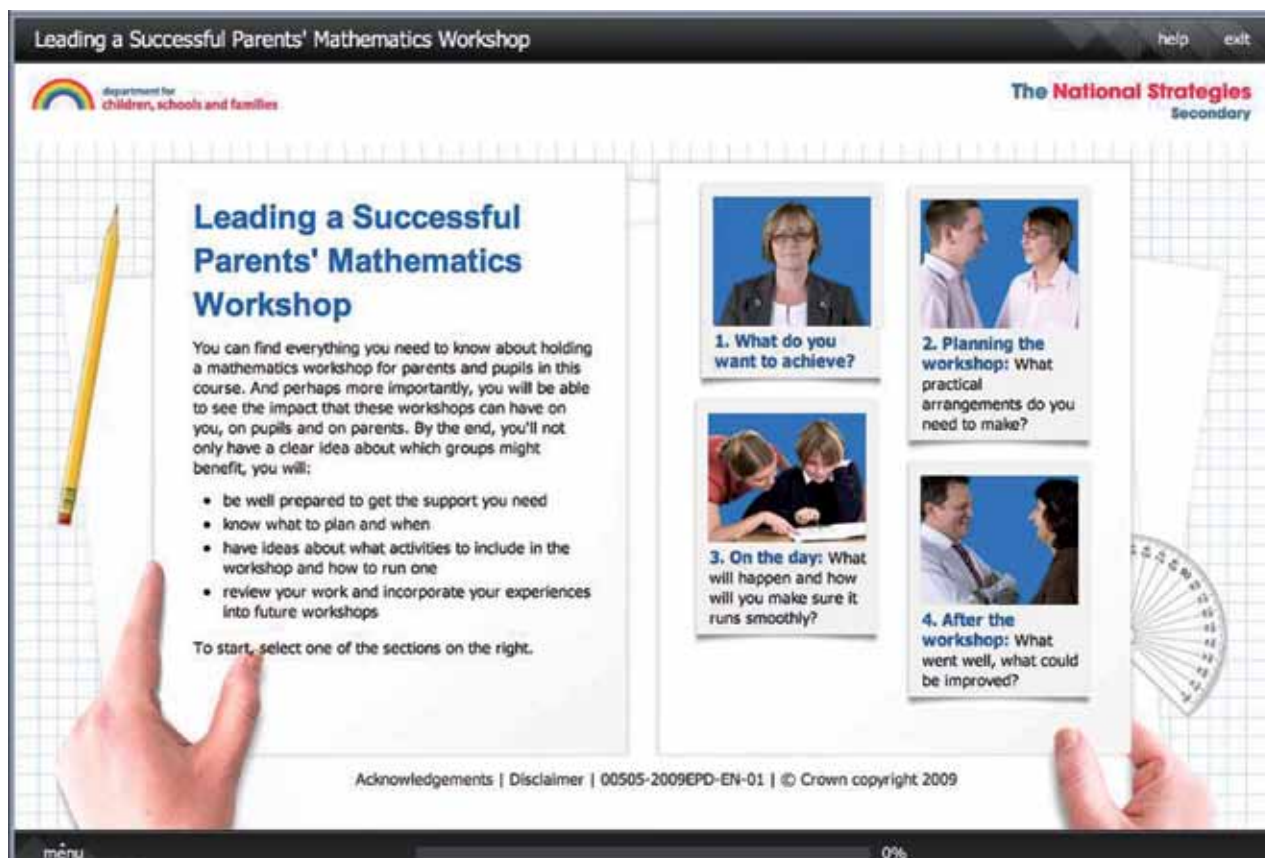 Leading a Successful Parents' Mathematics Workshop
help exit
department for
children, schools and families
The National Strategies
Secondary
Leading a Successful
Parents' Mathematics
Workshop
You can find everything you need to know about holding
a mathematics workshop for parents and pupils in this
course. And perhaps more importantly, you will be able
to see the impact that these workshops can have on
you, on pupils and on parents. By the end, you'll not
only have a clear idea about which groups might
benefit, you will:
• be well prepared to get the support you need
• know what to plan and when
• have ideas about what activities to include in the
workshop and how to run one
• review your work and incorporate your experiences
into future workshops
To start, select one of the sections on the right.
1. What do you
want to achieve?
2. Planning the
workshop: What
practical
arrangements do you
need to make?
3. On the day: What
will happen and how
will you make sure it
runs smoothly?
4. After the
workshop: What
went well, what could
be improved?
Acknowledgements | Disclaimer | 00505-2009EPD-EN-01 | © Crown copyright 2009
menu
0%